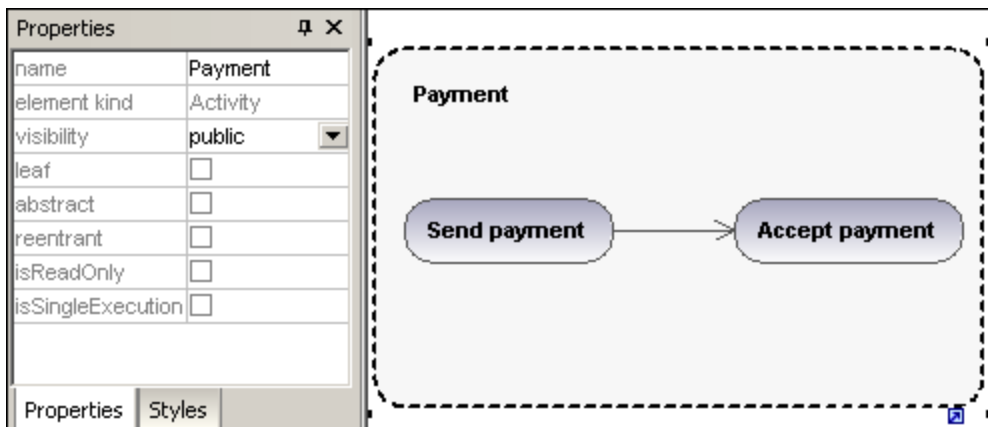 Properties
name Payment
element kind Activity
visibility public
leaf
abstract
reentrant
isReadOnly
isSingleExecution
Properties Styles
Payment
Send payment Accept payment